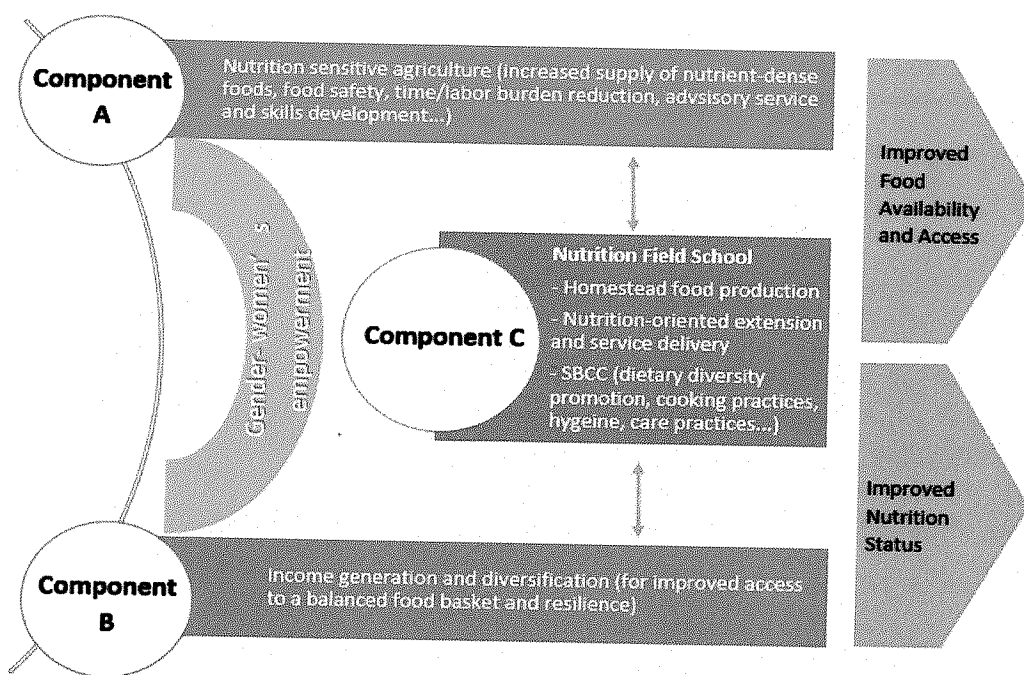 Component
A
Nutrition sensitive agriculture (increased supply of nutrient-dense
foods, food safety, time/labor burden reduction, advsisory service
and skills development...)
Improved
Food
Availability
and Access
Gender- women' s
empowerment
Component C
Nutrition Field School
- Homestead food production
- Nutrition-oriented extension
and service delivery
- SBCC (dietary diversity
promotion, cooking practices,
hygeine, care practices...)
Improved
Nutrition
Status
Component
B
Income generation and diversification (for improved access
to a balanced food basket and resilience)